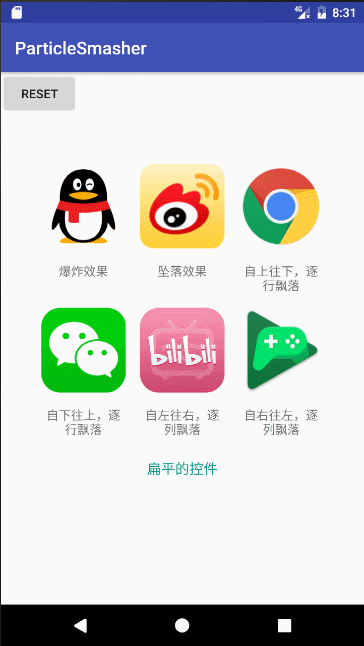 4G 8:31
ParticleSmasher
RESET
爆炸效果
坠落效果
自上往下，逐
行飘落
bilibili
自下往上，逐
行飘落
自左往右，逐
列飘落
自右往左，逐
列飘落
扁平的控件